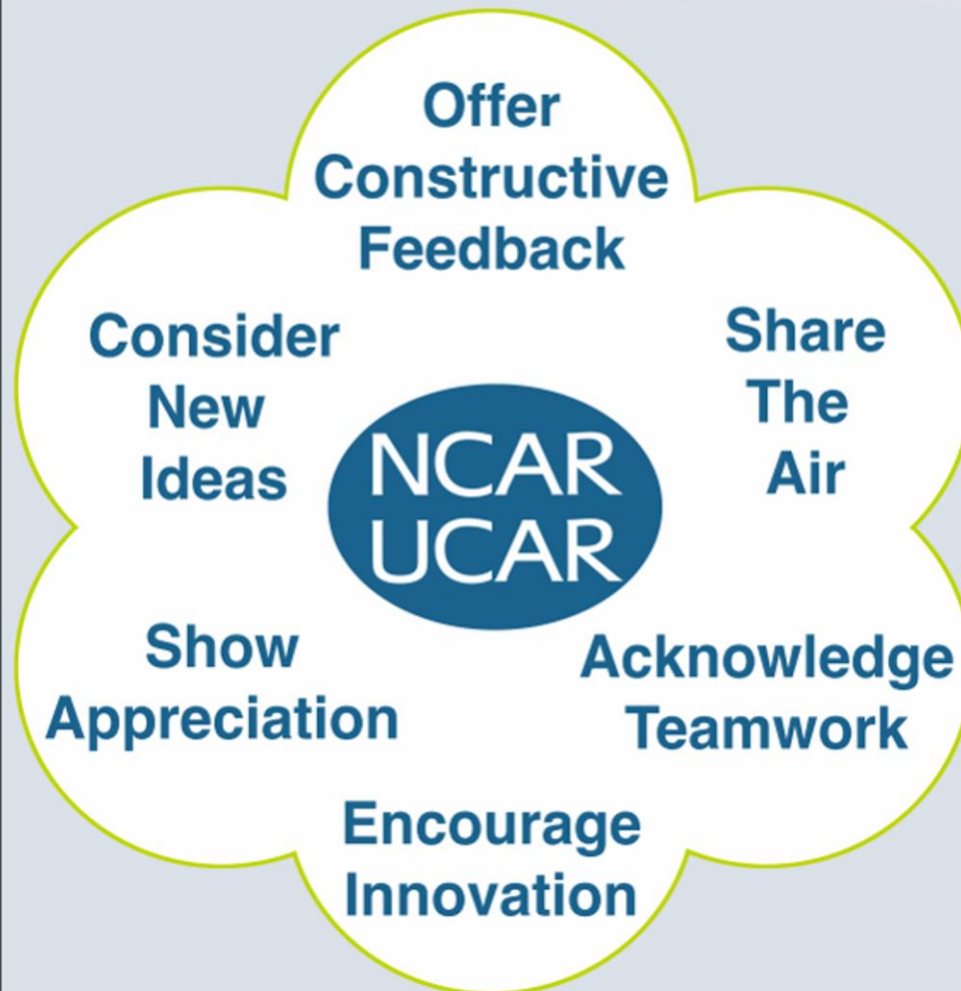 Offer
Constructive
Feedback
Share
The
Air
Acknowledge
Teamwork
Encourage
Innovation
Show
Appreciation
Consider
New
Ideas
NCAR
UCAR